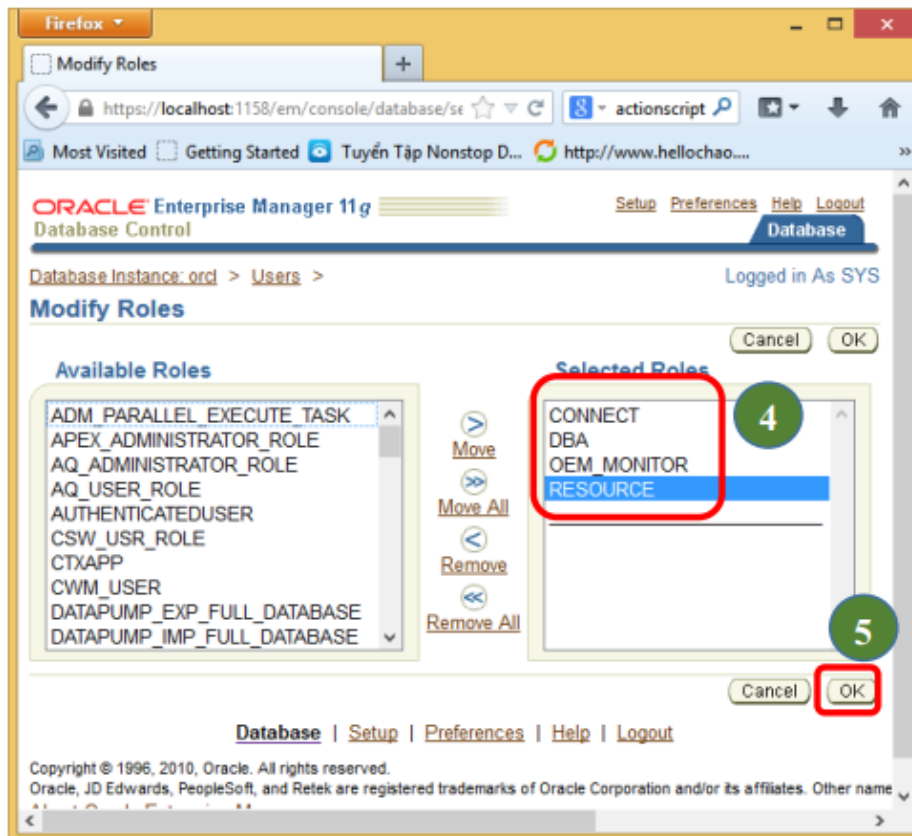 Firefox
Modify Roles
https://localhost:1158/em/console/database/se
actionscript
Most Visited Getting Started Tuyển Tập Nonstop D... http://www.hellochao....
ORACLE Enterprise Manager 11g
Database Control
Setup Preferences Help Logout
Database
Database Instance: orcl > Users >
Logged in As SYS
Modify Roles
Cancel OK
Available Roles
ADM_PARALLEL_EXECUTE_TASK
APEX_ADMINISTRATOR_ROLE
AQ_ADMINISTRATOR_ROLE
AQ_USER_ROLE
AUTHENTICATEDUSER
CSW_USR_ROLE
CTXAPP
CWM_USER
DATAPUMP_EXP_FULL_DATABASE
DATAPUMP_IMP_FULL_DATABASE
Move
Move All
Remove
Remove All
Selected Roles
CONNECT
DBA
OEM_MONITOR
RESOURCE
4
5
Cancel OK
Database | Setup | Preferences | Help | Logout
Copyright © 1996, 2010, Oracle. All rights reserved.
Oracle, JD Edwards, PeopleSoft, and Retek are registered trademarks of Oracle Corporation and/or its affiliates. Other name